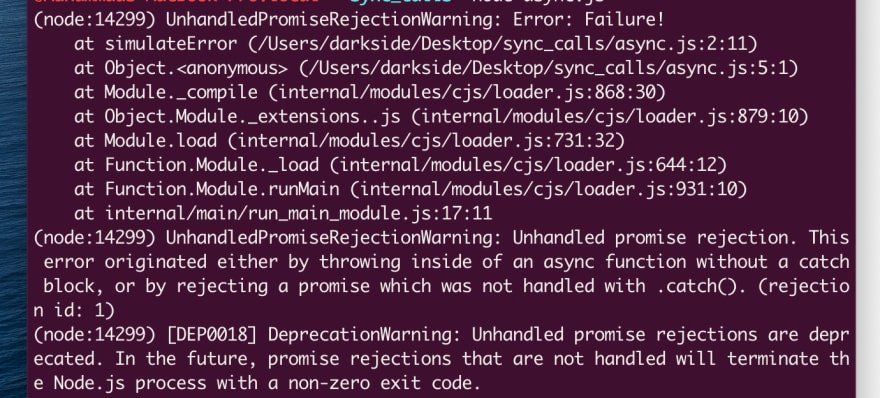 sync_calls node async.js
(node:14299) UnhandledPromiseRejectionWarning: Error: Failure!
    at simulateError (/Users/darkside/Desktop/sync_calls/async.js:2:11)
    at Object.<anonymous> (/Users/darkside/Desktop/sync_calls/async.js:5:1)
    at Module._compile (internal/modules/cjs/loader.js:868:30)
    at Object.Module._extensions..js (internal/modules/cjs/loader.js:879:10)
    at Module.load (internal/modules/cjs/loader.js:731:32)
    at Function.Module._load (internal/modules/cjs/loader.js:644:12)
    at Function.Module.runMain (internal/modules/cjs/loader.js:931:10)
    at internal/main/run_main_module.js:17:11
(node:14299) UnhandledPromiseRejectionWarning: Unhandled promise rejection. This
 error originated either by throwing inside of an async function without a catch
 block, or by rejecting a promise which was not handled with .catch(). (rejectio
n id: 1)
(node:14299) [DEP0018] DeprecationWarning: Unhandled promise rejections are depr
ecated. In the future, promise rejections that are not handled will terminate th
e Node.js process with a non-zero exit code.